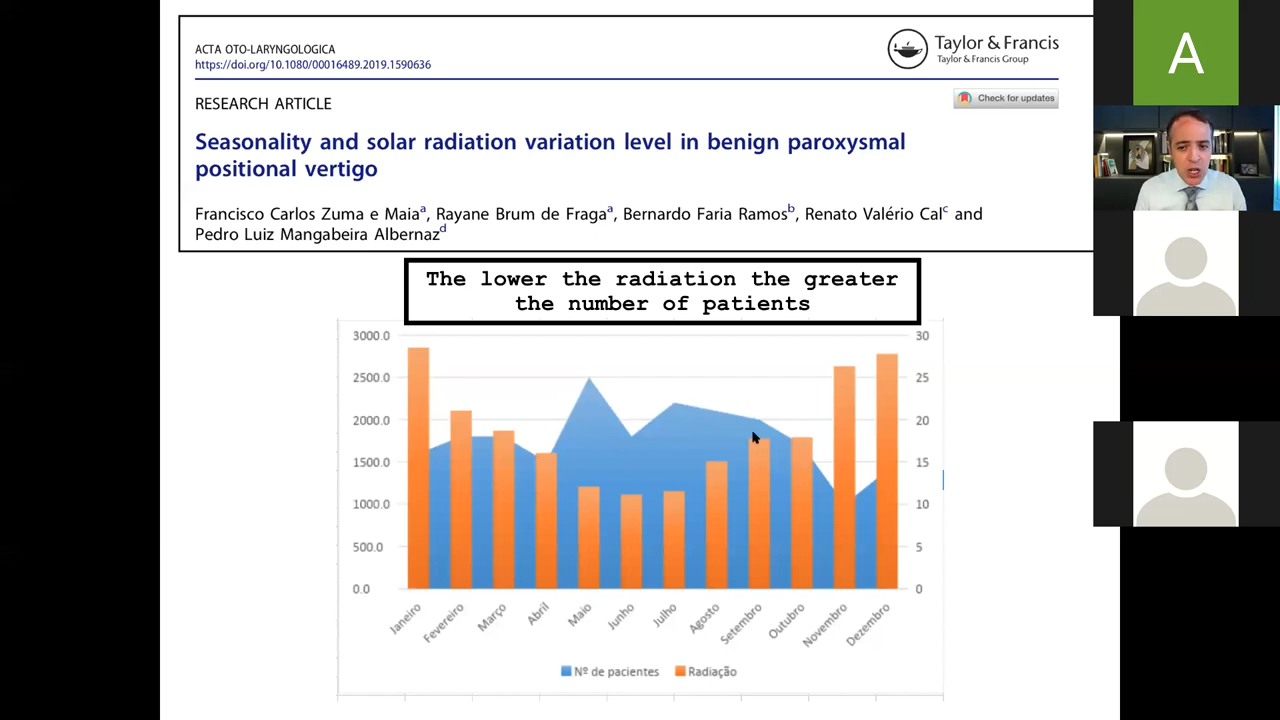 ACTA OTO-LARYNGOLOGICA
https://doi.org/10.1080/00016489.2019.1590636
Taylor & Francis
Taylor & Francis Group
RESEARCH ARTICLE
Check for updates
Seasonality and solar radiation variation level in benign paroxysmal
positional vertigo
Francisco Carlos Zuma e Maiaa, Rayane Brum de Fragaa, Bernardo Faria Ramosb, Renato Valério Calc and
Pedro Luiz Mangabeira Albernazd
The lower the radiation the greater
the number of patients
3000.0
2500.0
2000.0
1500.0
1000.0
500.0
0.0
30
25
20
15
10
5
0
Janeiro
Fevereiro
Março
Abril
Maio
Junho
Julho
Agosto
Setembro
Outubro
Novembro
Dezembro
Nº de pacientes
Radiação
A